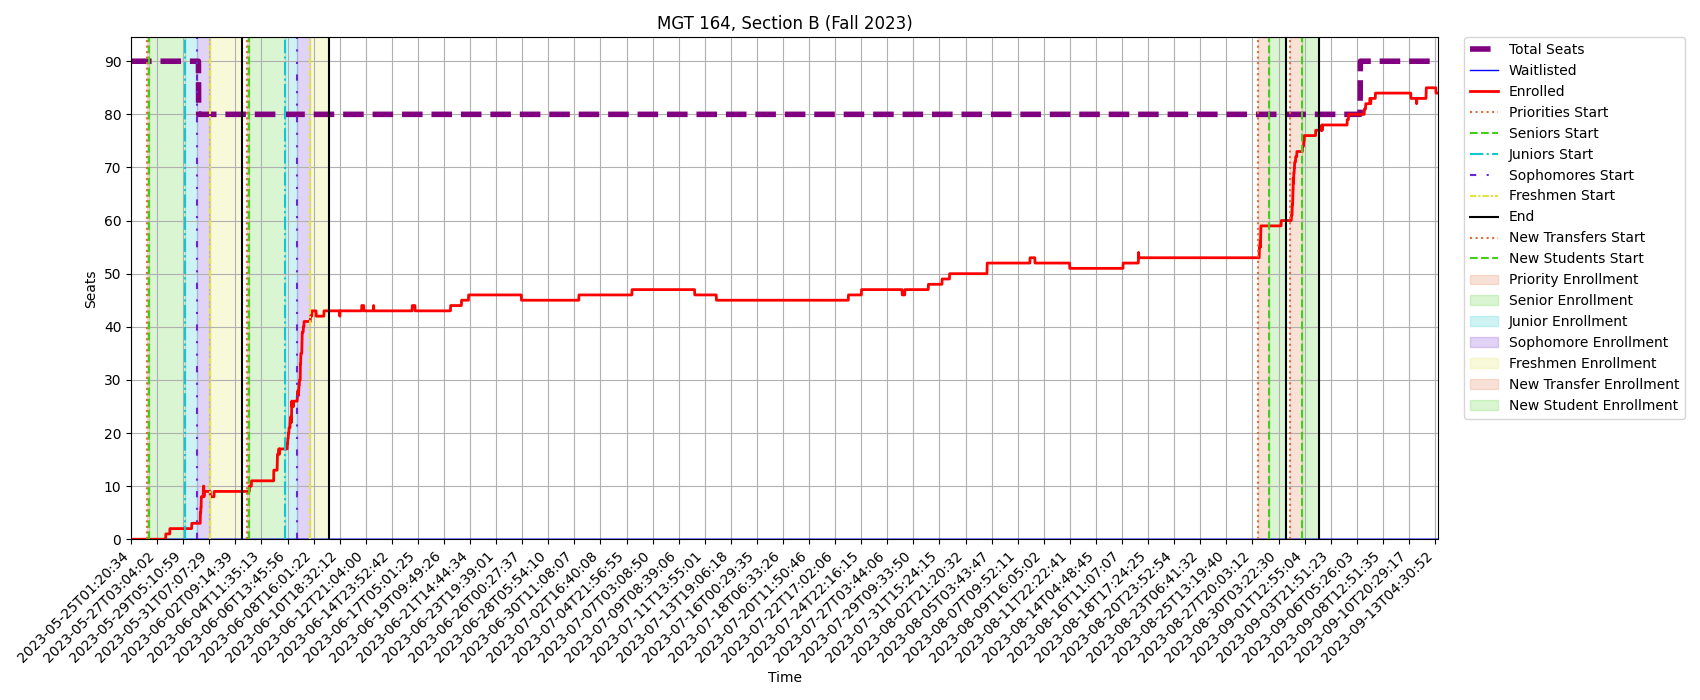 MGT 164, Section B (Fall 2023)
Seats
90
80
70
60
50
40
30
20
10
0
2023-05-25T01:20:34
2023-05-27T03:04:02
2023-05-29T05:10:59
2023-05-31T07:07:29
2023-06-02T09:14:39
2023-06-04T11:35:13
2023-06-06T13:45:50
2023-06-08T16:01:22
2023-06-10T18:32:12
2023-06-12T21:04:00
2023-06-14T23:52:42
2023-06-17T05:01:25
2023-06-19T09:49:26
2023-06-21T14:44:34
2023-06-23T19:39:01
2023-06-26T00:27:37
2023-06-28T05:54:10
2023-06-30T11:08:07
2023-07-02T16:40:08
2023-07-04T21:56:55
2023-07-07T03:08:50
2023-07-09T08:39:06
2023-07-11T13:55:01
2023-07-13T19:06:18
2023-07-16T00:29:35
2023-07-18T06:33:26
2023-07-20T11:50:46
2023-07-22T17:02:06
2023-07-24T22:16:15
2023-07-27T03:44:06
2023-07-29T09:33:50
2023-07-31T15:24:15
2023-08-02T21:20:32
2023-08-05T03:43:47
2023-08-07T09:52:11
2023-08-09T16:05:02
2023-08-11T22:22:41
2023-08-14T04:48:45
2023-08-16T11:07:07
2023-08-18T17:24:25
2023-08-20T23:52:54
2023-08-23T06:41:32
2023-08-25T13:19:40
2023-08-27T20:03:12
2023-08-30T03:22:30
2023-09-01T12:55:04
2023-09-03T21:51:23
2023-09-06T05:26:03
2023-09-08T12:51:35
2023-09-10T20:29:17
2023-09-13T04:30:52
Time
Total Seats
Waitlisted
Enrolled
Priorities Start
Seniors Start
Juniors Start
Sophomores Start
Freshmen Start
End
New Transfers Start
New Students Start
Priority Enrollment
Senior Enrollment
Junior Enrollment
Sophomore Enrollment
Freshmen Enrollment
New Transfer Enrollment
New Student Enrollment